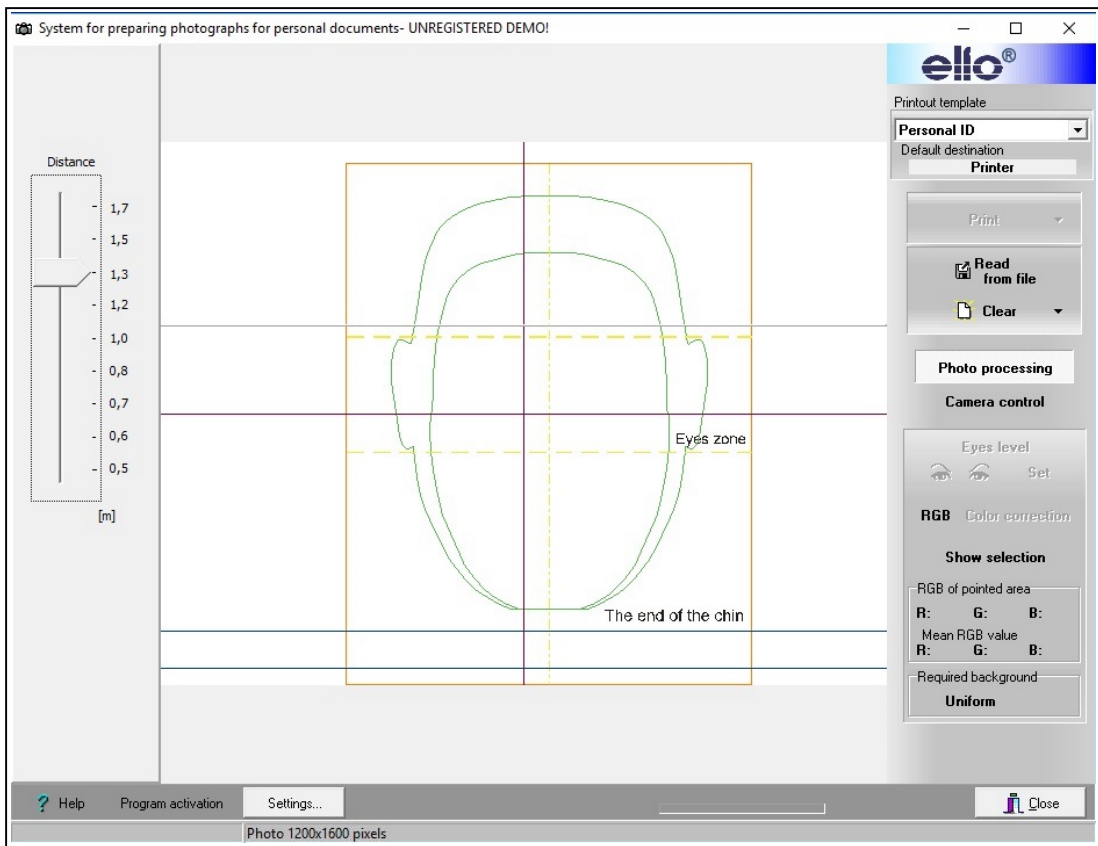 System for preparing photographs for personal documents- UNREGISTERED DEMO!
elfo®
Printout template
Personal ID
Default destination
Printer
Distance
1,7
1,5
1,3
1,2
1,0
0,8
0,7
0,6
0,5
[m]
Eyes zone
The end of the chin
Print
Read
from file
Clear
Photo processing
Camera control
Eyes level
Set
RGB Color correction
Show selection
RGB of pointed area
R: G: B:
Mean RGB value
R: G: B:
Required background
Uniform
? Help Program activation Settings... Close
Photo 1200x1600 pixels